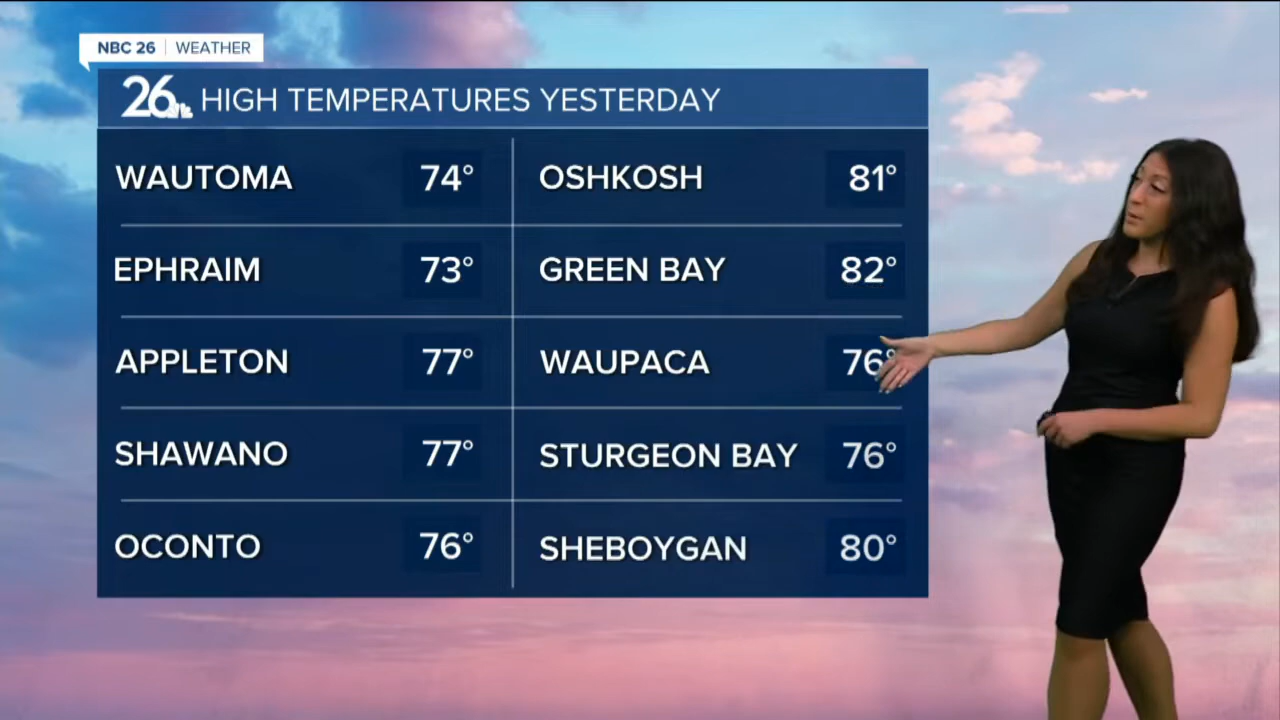 NBC 26 | WEATHER
26 HIGH TEMPERATURES YESTERDAY
WAUTOMA 74°
EPHRAIM 73°
APPLETON 77°
SHAWANO 77°
OCONTO 76°
OSHKOSH 81°
GREEN BAY 82°
WAUPACA 76°
STURGEON BAY 76°
SHEBOYGAN 80°